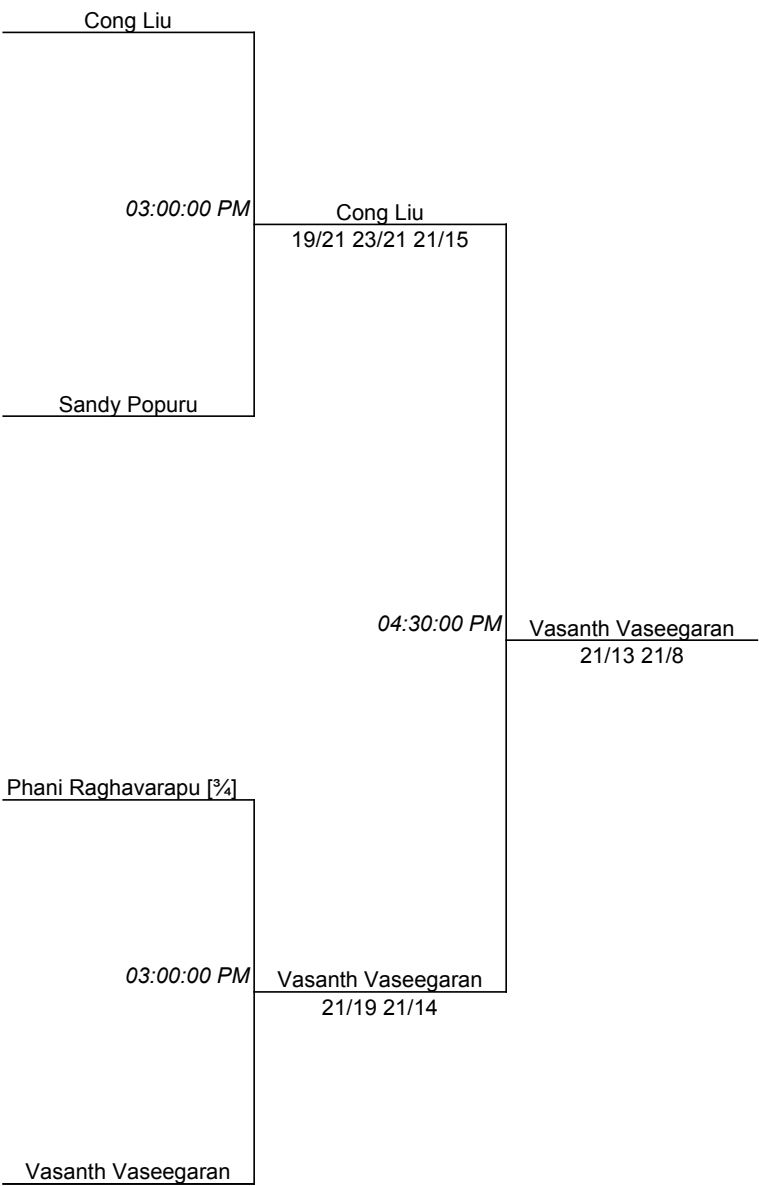 Cong Liu
03:00:00 PM
Cong Liu
19/21 23/21 21/15
Sandy Popuru
04:30:00 PM
Vasanth Vaseegaran
21/13 21/8
Phani Raghavarapu [¾]
03:00:00 PM
Vasanth Vaseegaran
21/19 21/14
Vasanth Vaseegaran